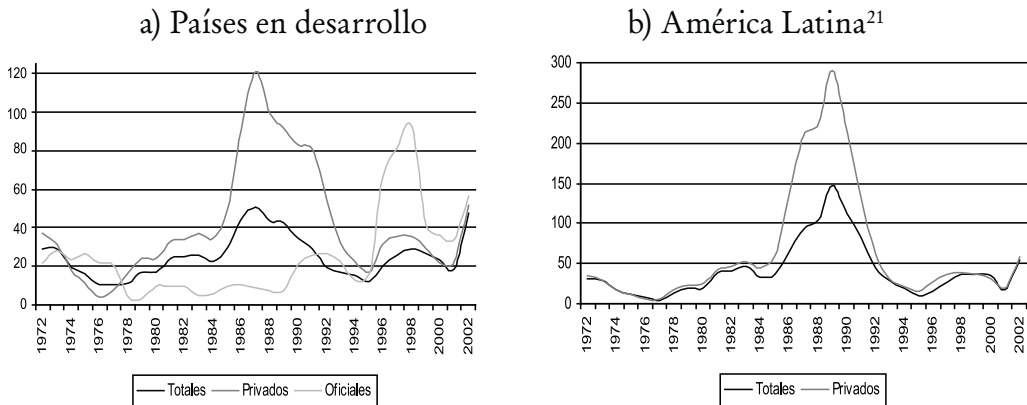 a) Países en desarrollo
120
100
80
60
40
20
0
1972 1974 1976 1978 1980 1982 1984 1986 1988 1990 1992 1994 1996 1998 2000 2002
Totales Privados Oficiales
b) América Latina²¹
300
250
200
150
100
50
0
1972 1974 1976 1978 1980 1982 1984 1986 1988 1990 1992 1994 1996 1998 2000 2002
Totales Privados